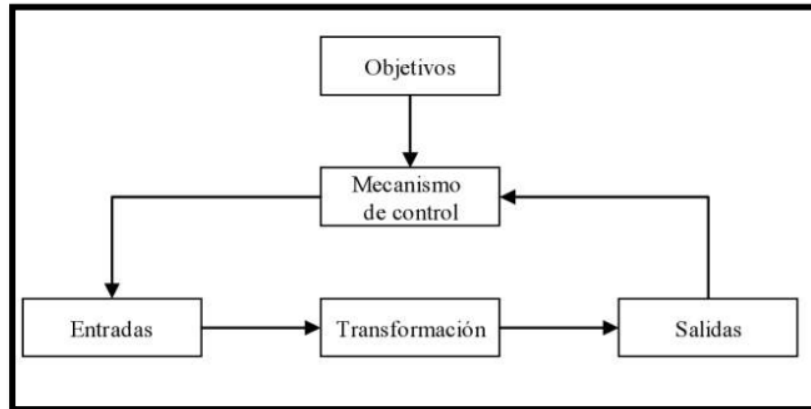 Objetivos
Mecanismo
de control
Entradas
Transformación
Salidas